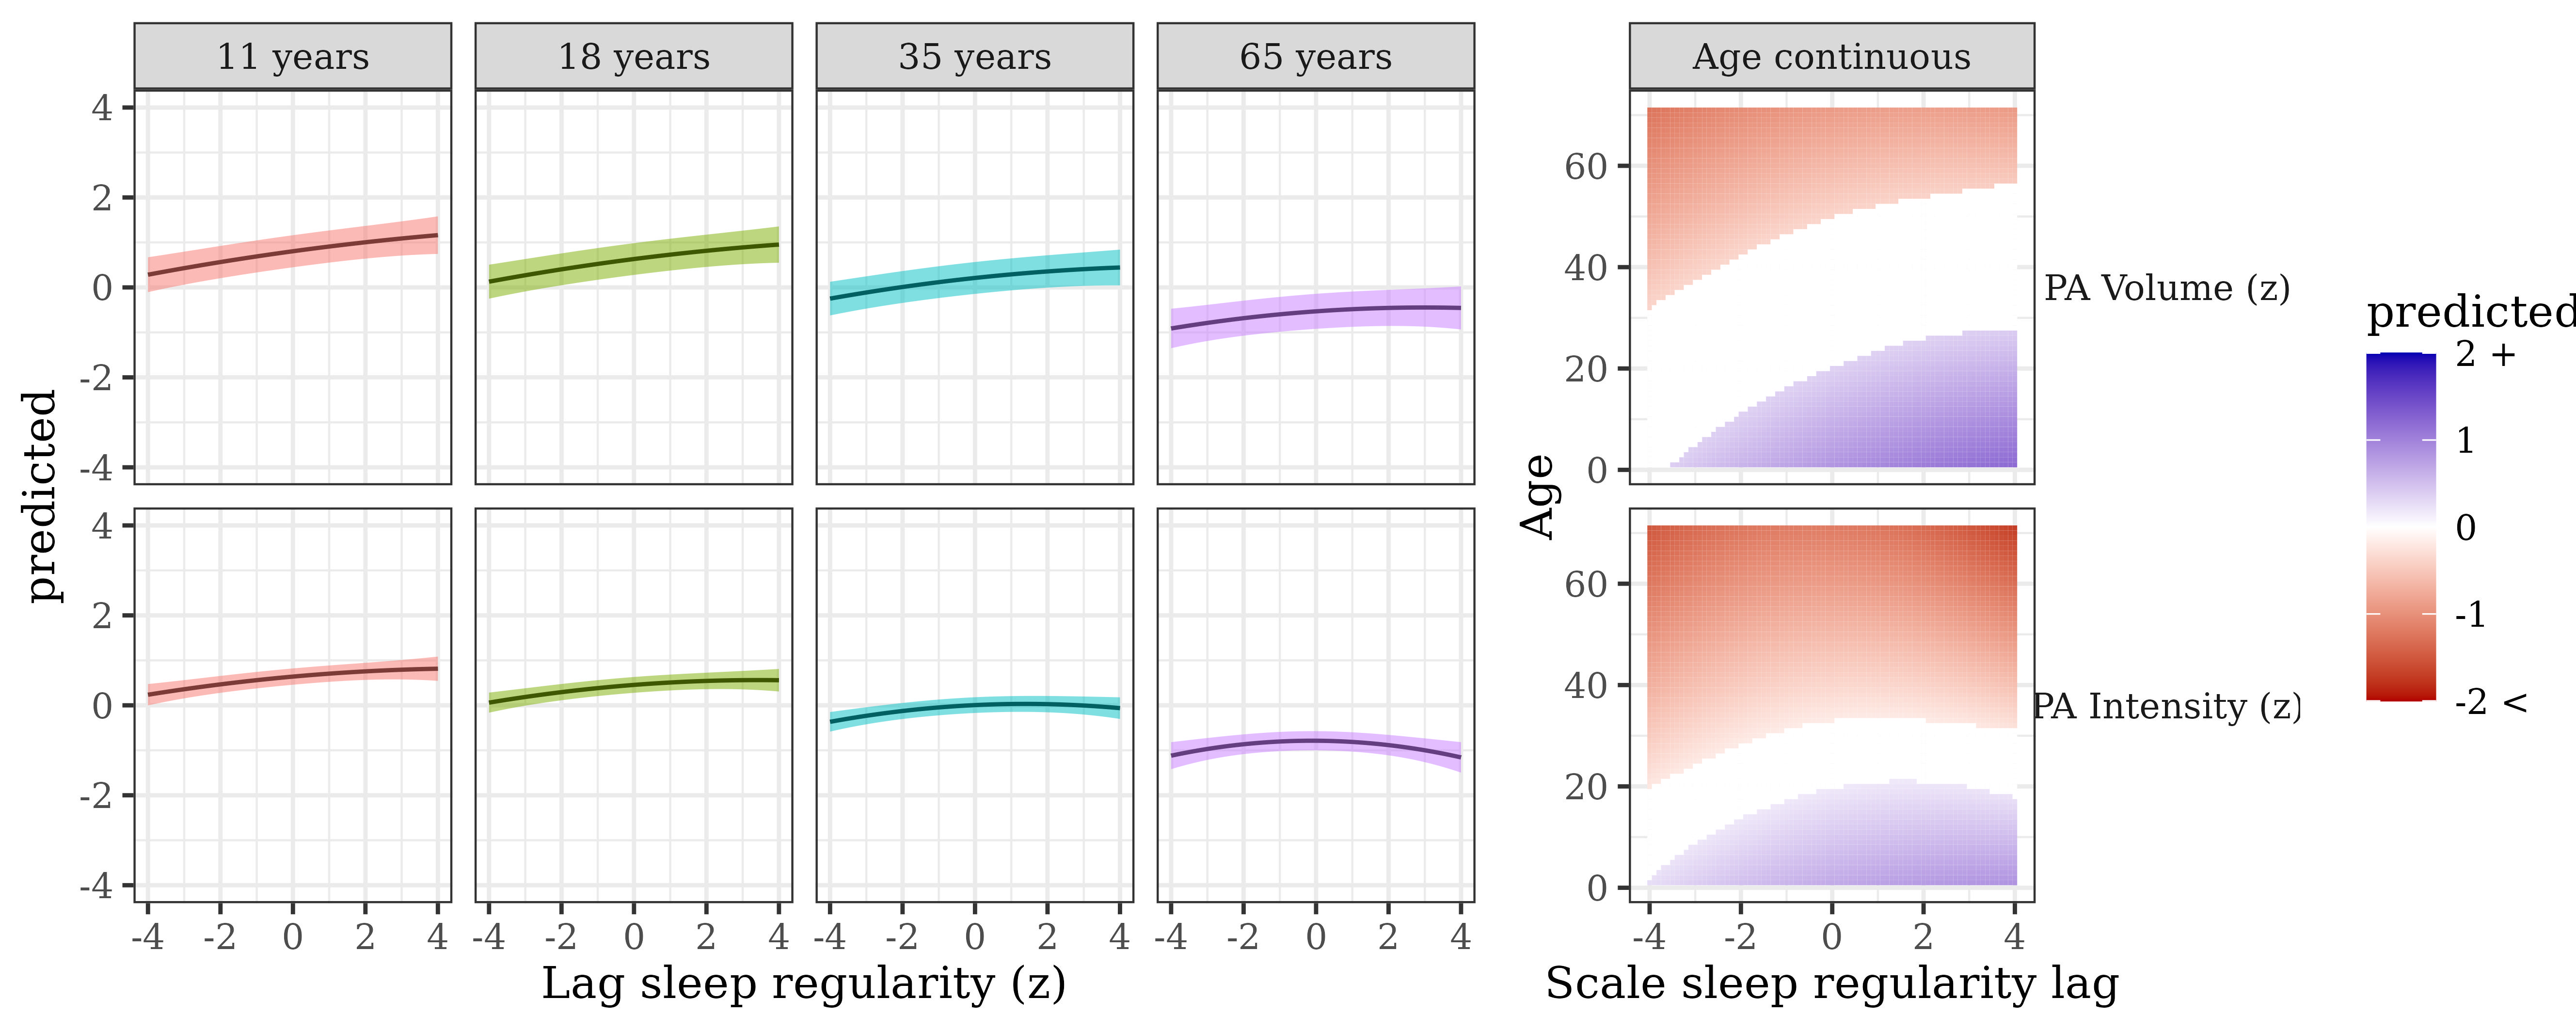 11 years
18 years
35 years
65 years
Age continuous
predicted
4
2
0
-2
-4
4
2
0
-2
-4
-4 -2 0 2 4
-4 -2 0 2 4
-4 -2 0 2 4
-4 -2 0 2 4
Lag sleep regularity (z)
Age
60
40
20
0
60
40
20
0
-4 -2 0 2 4
Scale sleep regularity lag
PA Volume (z)
PA Intensity (z)
predicted
2 +
1
0
-1
-2 <